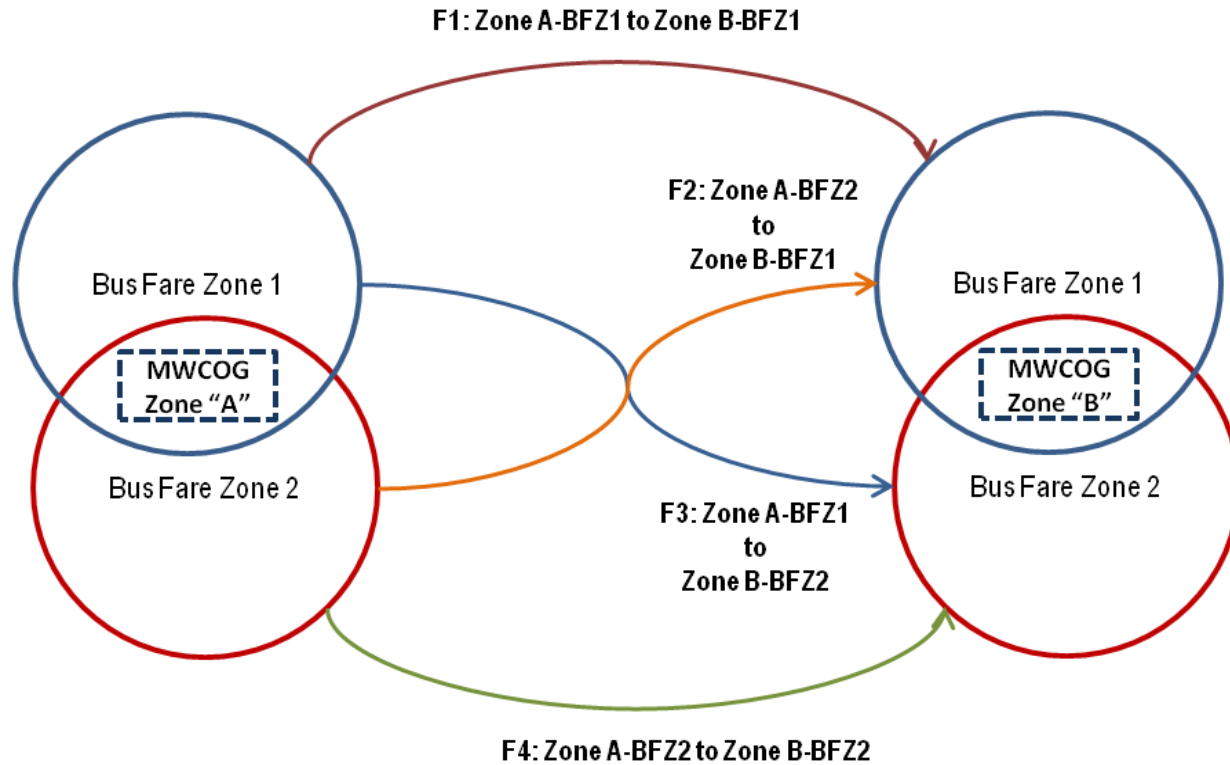 F1: Zone A-BFZ1 to Zone B-BFZ1
F2: Zone A-BFZ2
to
Zone B-BFZ1
Bus Fare Zone 1
Bus Fare Zone 1
MWCOG
Zone “A”
MWCOG
Zone “B”
Bus Fare Zone 2
Bus Fare Zone 2
F3: Zone A-BFZ1
to
Zone B-BFZ2
F4: Zone A-BFZ2 to Zone B-BFZ2